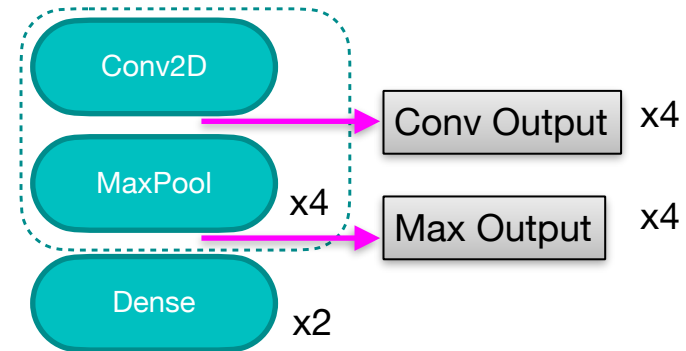 Conv2D
Conv Output x4
MaxPool
x4
Max Output x4
Dense
x2